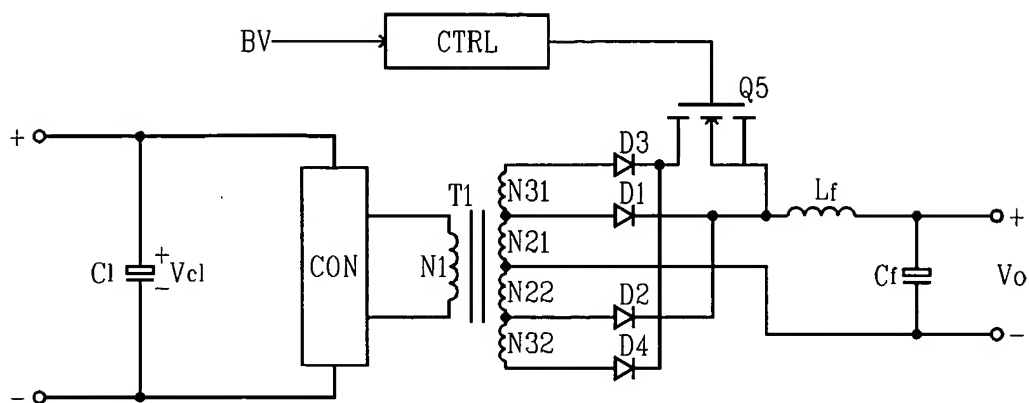 BV
CTRL
Q5
+
D3
N31
T1
D1
Lf
+
N21
C1
+
Vc1
-
CON
N1
Cf
Vo
N22
D2
-
N32
D4
-